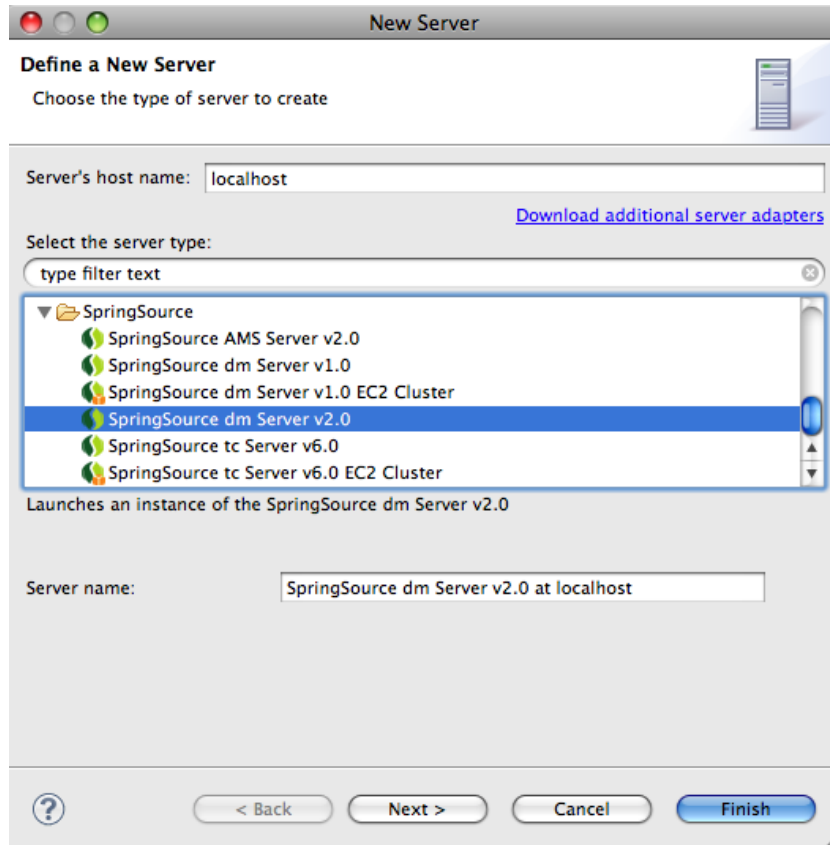 New Server
Define a New Server
Choose the type of server to create
Server's host name: localhost
Download additional server adapters
Select the server type:
type filter text
SpringSource
SpringSource AMS Server v2.0
SpringSource dm Server v1.0
SpringSource dm Server v1.0 EC2 Cluster
SpringSource dm Server v2.0
SpringSource tc Server v6.0
SpringSource tc Server v6.0 EC2 Cluster
Launches an instance of the SpringSource dm Server v2.0
Server name: SpringSource dm Server v2.0 at localhost
? < Back Next > Cancel Finish